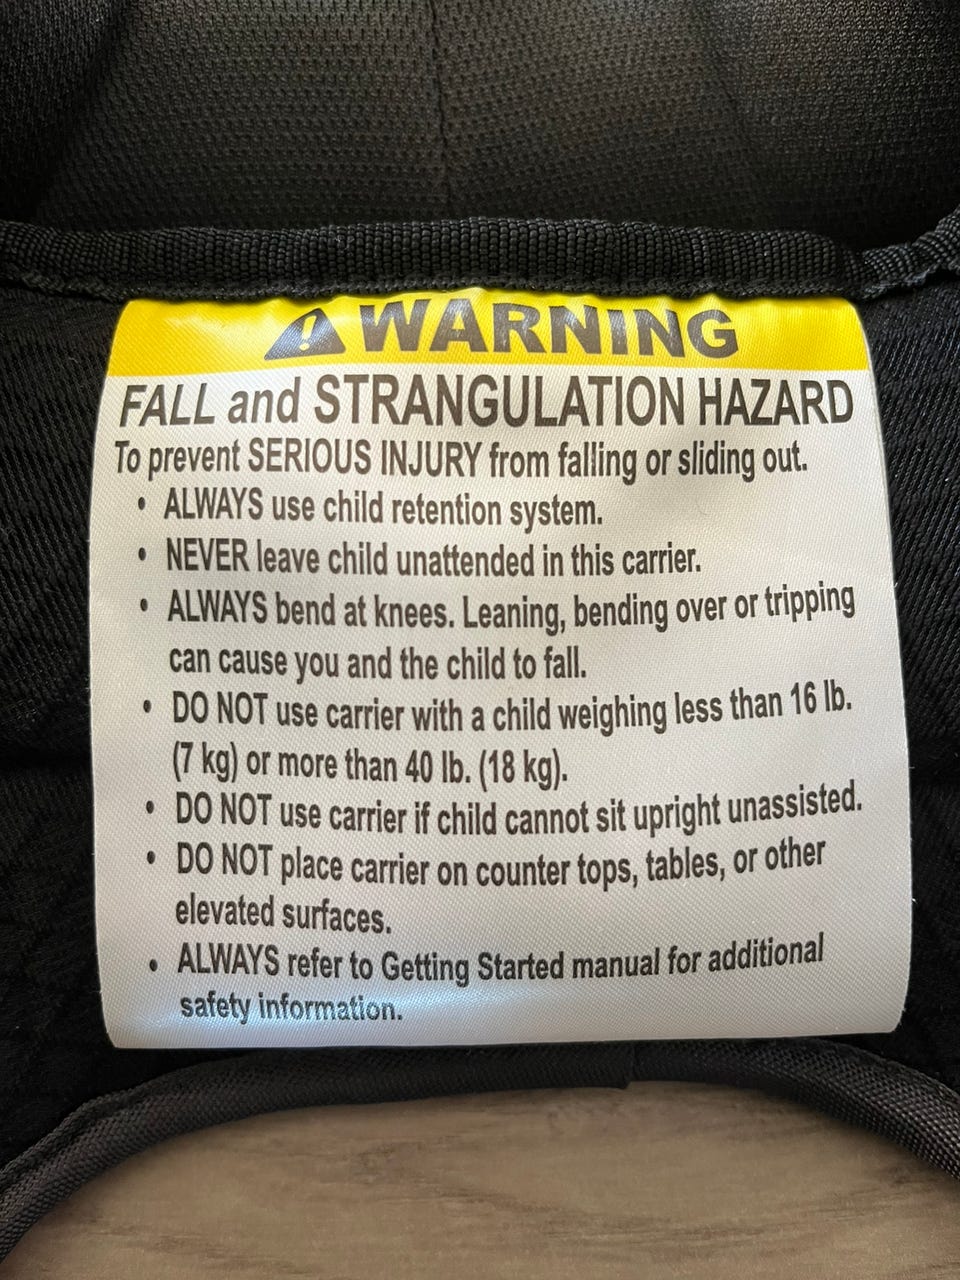 WARNING
FALL and STRANGULATION HAZARD
To prevent SERIOUS INJURY from falling or sliding out.
• ALWAYS use child retention system.
• NEVER leave child unattended in this carrier.
• ALWAYS bend at knees. Leaning, bending over or tripping
can cause you and the child to fall.
• DO NOT use carrier with a child weighing less than 16 lb.
(7 kg) or more than 40 lb. (18 kg).
• DO NOT use carrier if child cannot sit upright unassisted.
• DO NOT place carrier on counter tops, tables, or other
elevated surfaces.
• ALWAYS refer to Getting Started manual for additional
safety information.